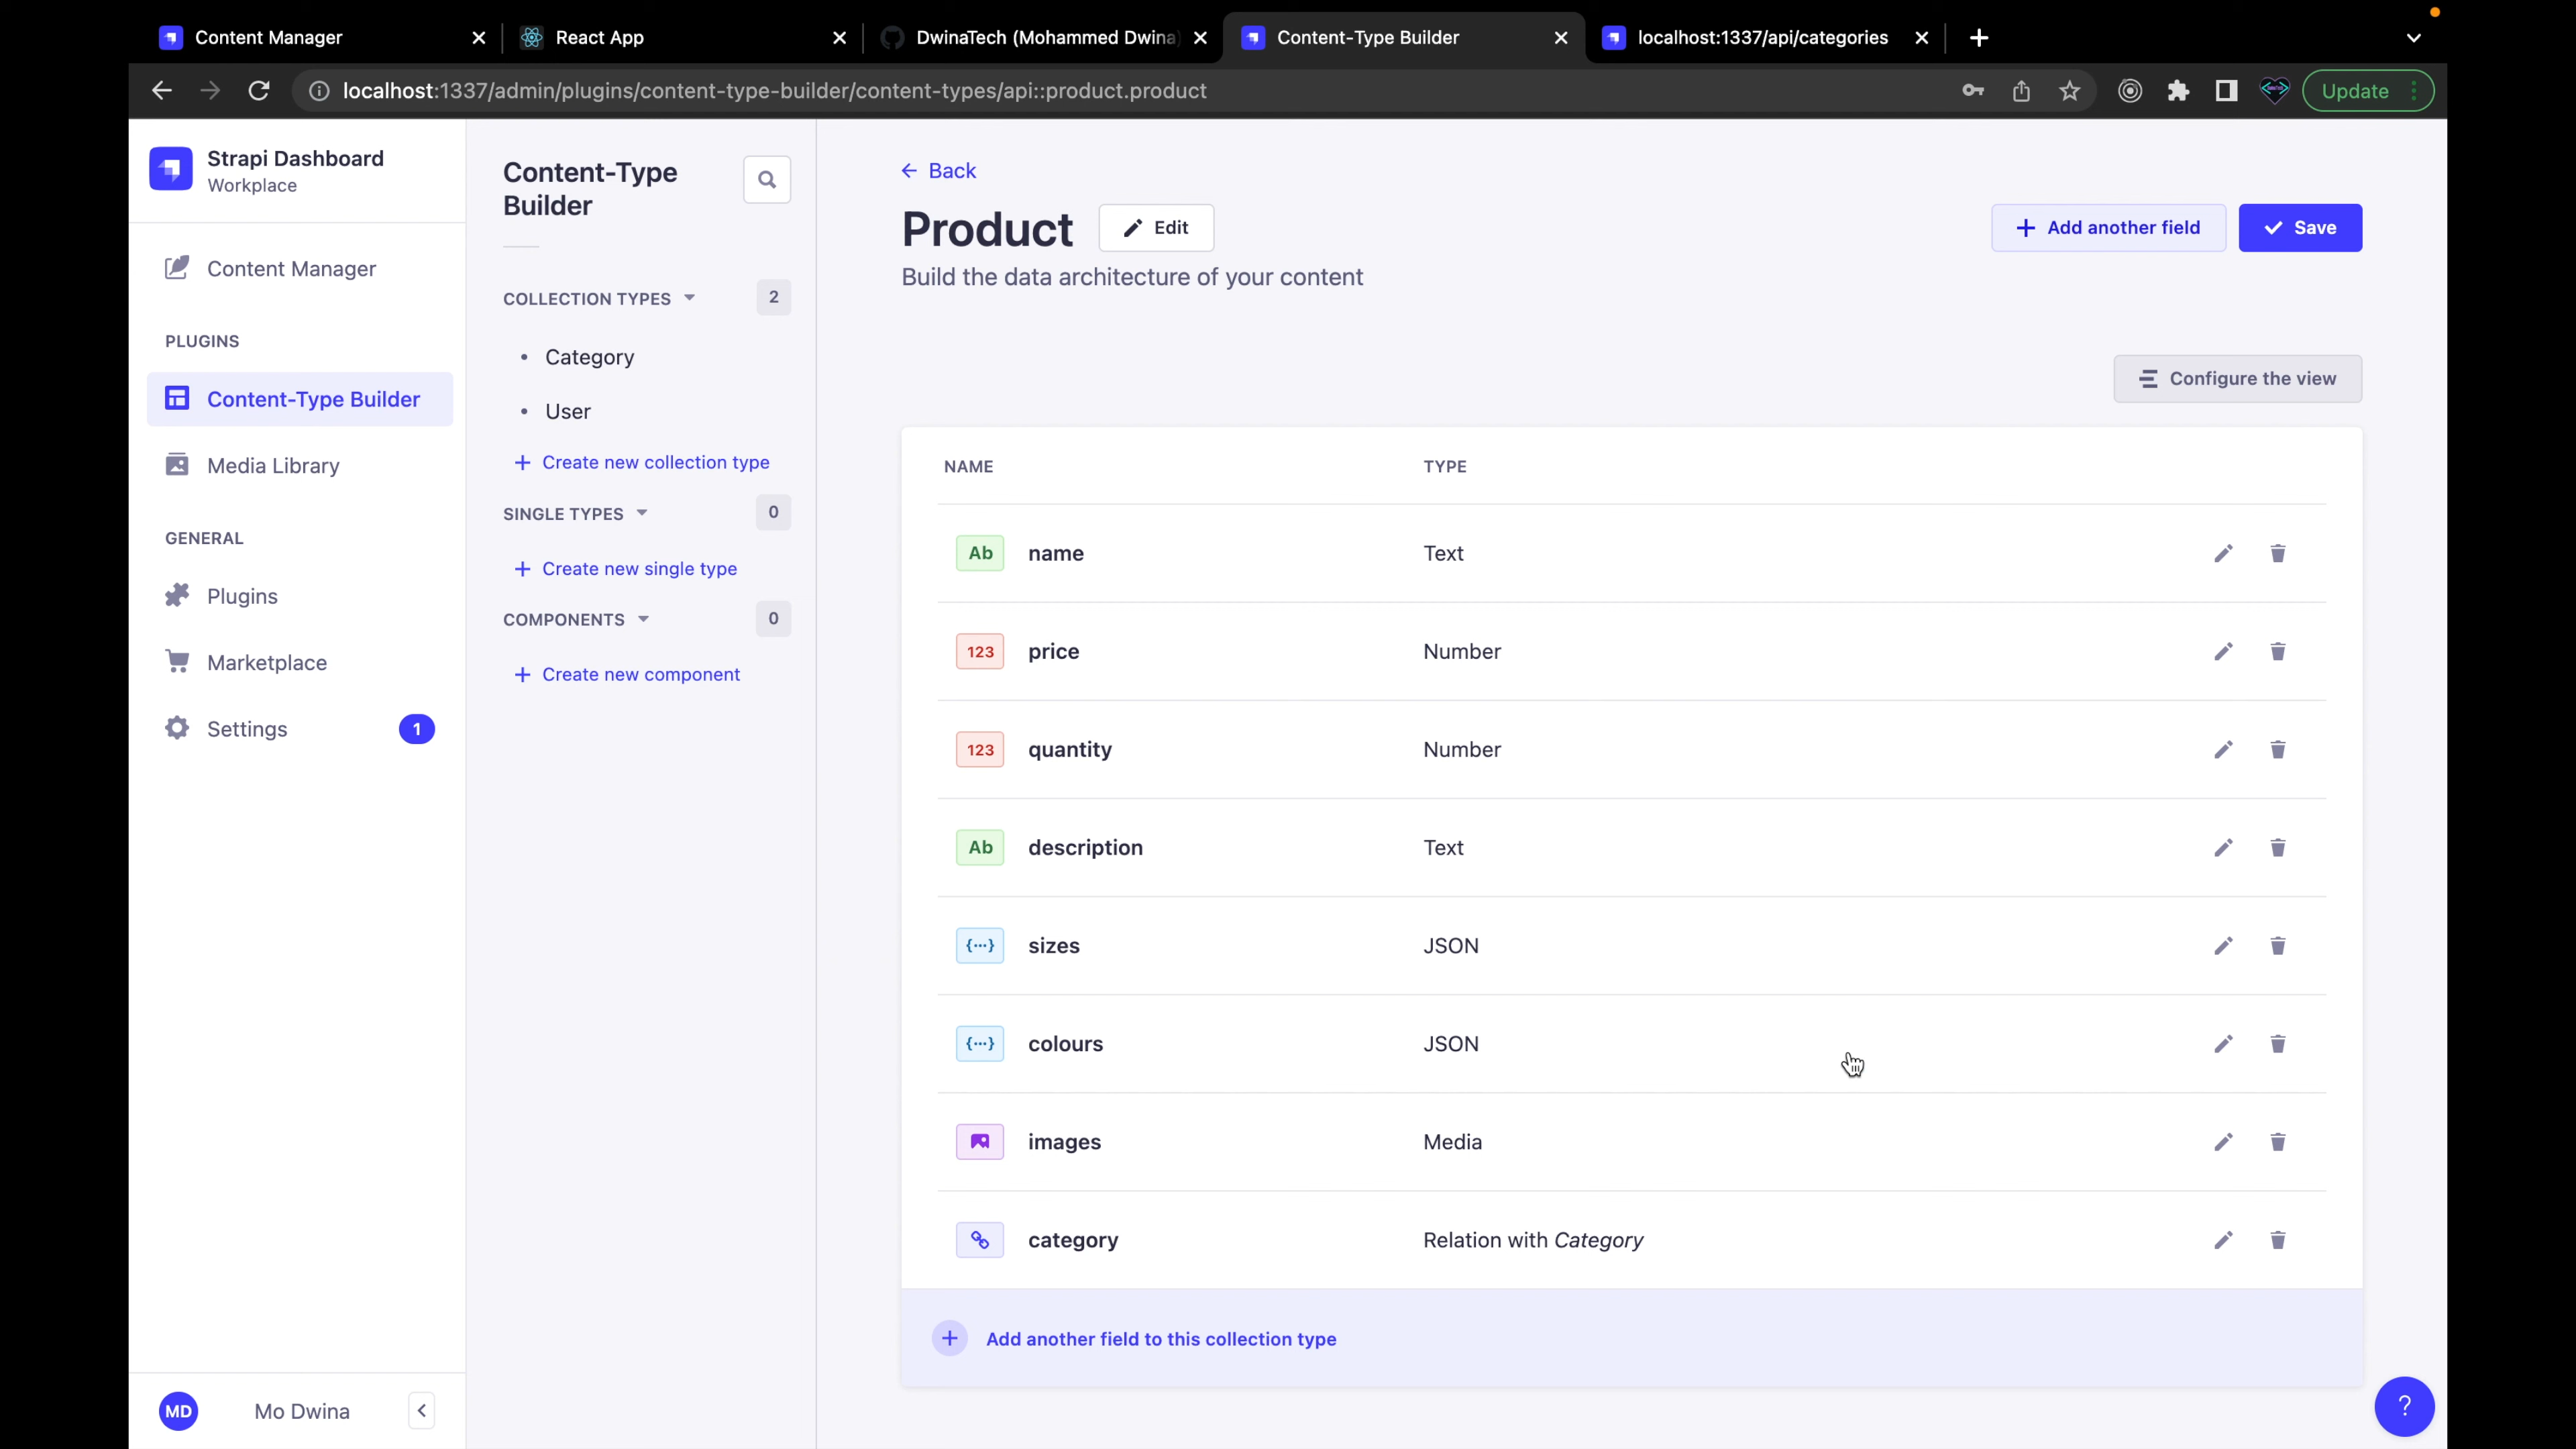 Content Manager
React App
DwinaTech (Mohammed Dwina)
Content-Type Builder
localhost:1337/api/categories
localhost:1337/admin/plugins/content-type-builder/content-types/api::product.product
Update
Strapi Dashboard
Workplace
Content Manager
PLUGINS
Content-Type Builder
Media Library
GENERAL
Plugins
Marketplace
Settings
1
MD
Mo Dwina
Content-Type
Builder
COLLECTION TYPES
2
Category
User
Create new collection type
SINGLE TYPES
0
Create new single type
COMPONENTS
0
Create new component
Back
Product
Edit
Add another field
Save
Build the data architecture of your content
Configure the view
NAME TYPE
Ab name Text
123 price Number
123 quantity Number
Ab description Text
{···} sizes JSON
{···} colours JSON
images Media
category Relation with Category
Add another field to this collection type
?